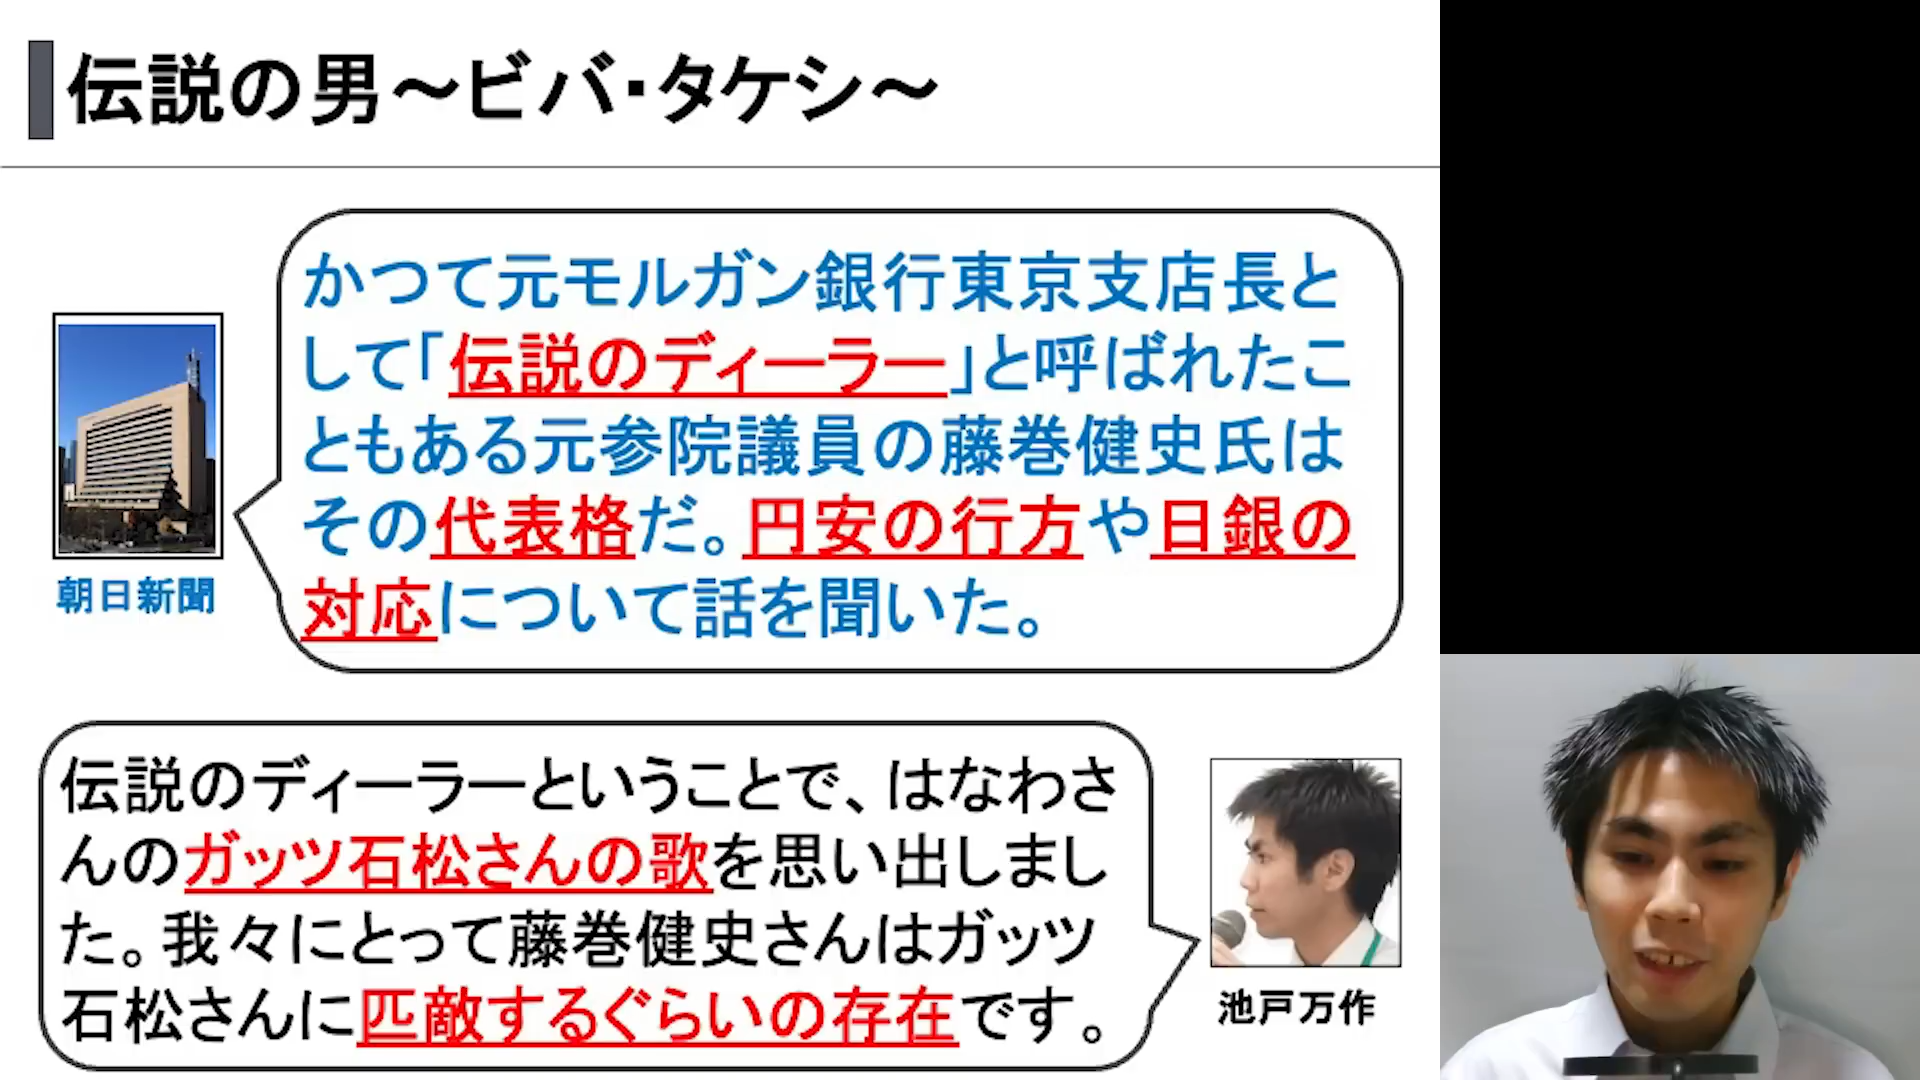 伝説の男～ビバ・タケシ～
かつて元モルガン銀行東京支店長と
して「伝説のディーラー」と呼ばれたこ
ともある元参院議員の藤巻健史氏は
その代表格だ。円安の行方や日銀の
対応について話を聞いた。
朝日新聞
伝説のディーラーということで、はなわさ
んのガッツ石松さんの歌を思い出しまし
た。我々にとって藤巻健史さんはガッツ
石松さんに匹敵するぐらいの存在です。
池戸万作